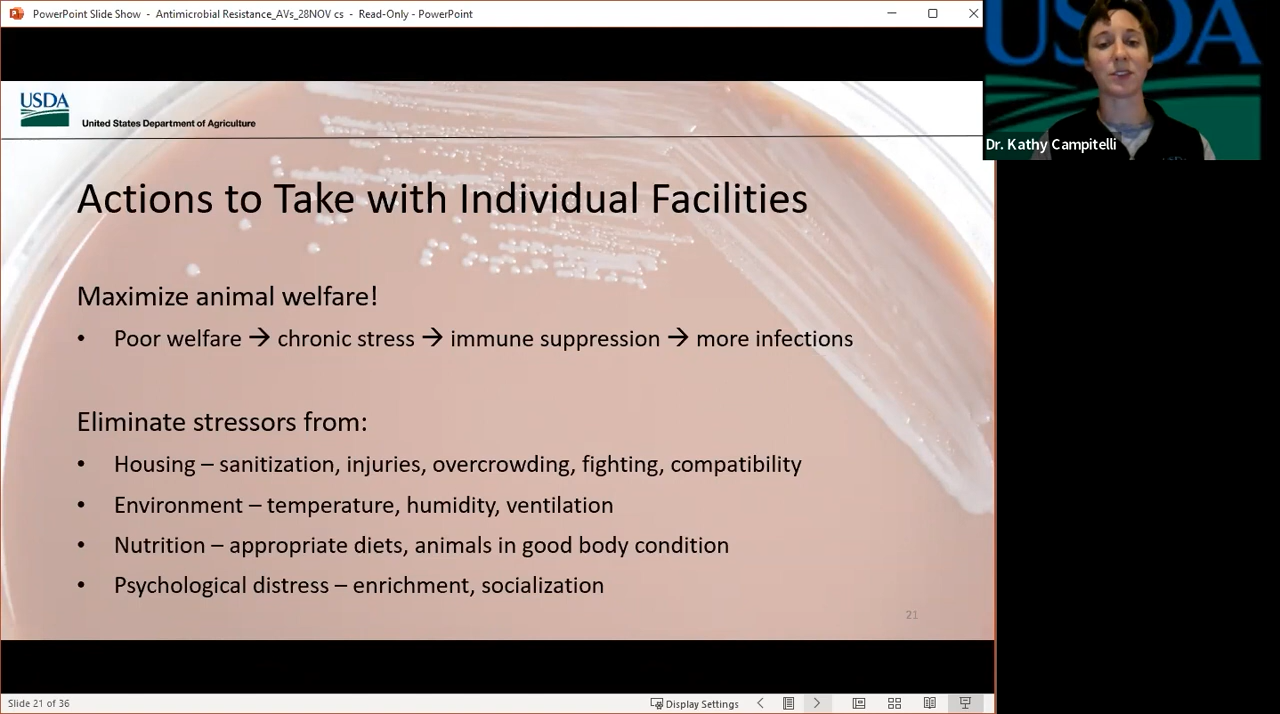 PowerPoint Slide Show - Antimicrobial Resistance_AVs_28NOV cs - Read-Only - PowerPoint
USDA
Dr. Kathy Campitelli
USDA
United States Department of Agriculture
Actions to Take with Individual Facilities
Maximize animal welfare!
• Poor welfare → chronic stress → immune suppression → more infections
Eliminate stressors from:
• Housing – sanitization, injuries, overcrowding, fighting, compatibility
• Environment – temperature, humidity, ventilation
• Nutrition – appropriate diets, animals in good body condition
• Psychological distress – enrichment, socialization
21
Slide 21 of 36
Display Settings